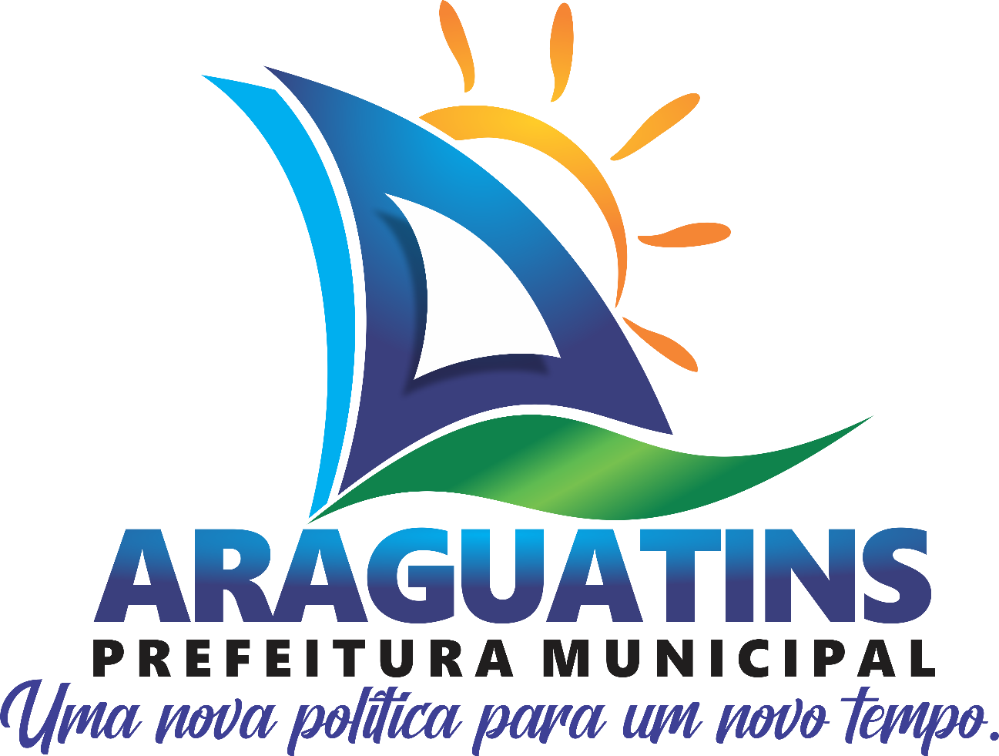 ARAGUATINS
PREFEITURA MUNICIPAL
Uma nova política para um novo tempo.